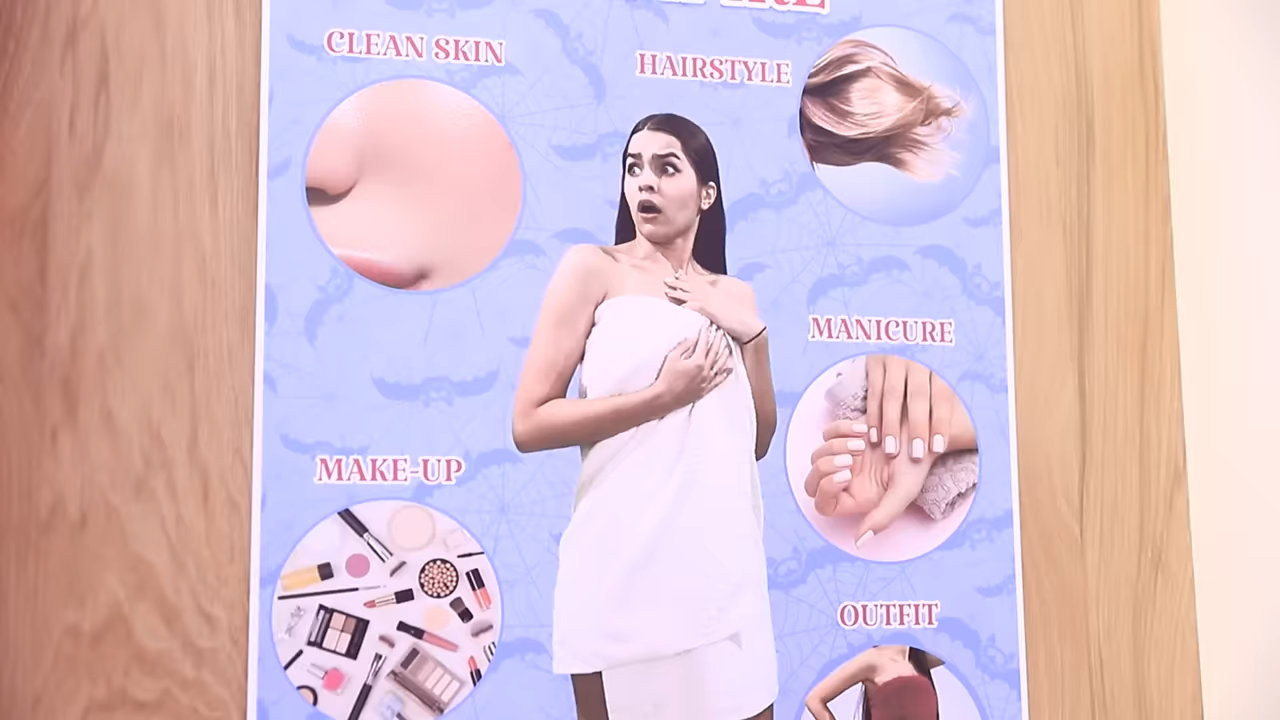 CLEAN SKIN
HAIRSTYLE
MANICURE
MAKE-UP
OUTFIT